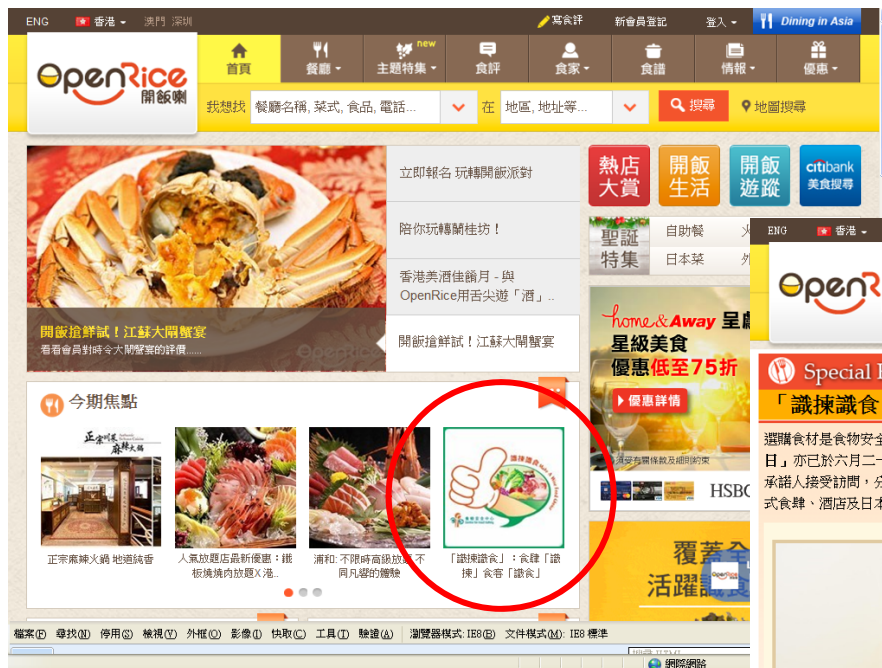 ENG 香港 澳門 深圳 寫食評 新會員登記 登入 Dining in Asia
OpenRice
開飯喇
首頁 餐廳 主題特集 new 食評 食家 食譜 情報 優惠
我想找 餐廳名稱, 菜式, 食品, 電話... 在 地區, 地址等... 搜尋 地圖搜尋
立即報名 玩轉開飯派對
陪你玩轉蘭桂坊！
香港美酒佳餚月 - 與
OpenRice用舌尖遊「酒」..
開飯搶鮮試！江蘇大閘蟹宴
開飯搶鮮試！江蘇大閘蟹宴
看看會員對時令大閘蟹宴的評價......
熱店
大賞
開飯
生活
開飯
遊蹤
citibank
美食搜尋
聖誕
特集
自助餐
日本菜
home & Away
星級美食
優惠低至75折
優惠詳情
HSBC
今期焦點
正宗川菜
麻辣火鍋
正宗麻辣火鍋 地道純香
人氣放題店最新優惠：鐵
板燒燒肉放題X港..
浦和: 不限時高級放題 不
同凡響的體驗
識揀識食
「識揀識食」：食肆「識
揀」食客「識食」
覆蓋全
活躍
ENG 香港
OpenR
Special
「識揀識食
選購食材是食物安全
日」亦已於六月二十
承諾人接受訪問，分
式食肆、酒店及日本
檔案(F) 尋找(N) 停用(S) 檢視(V) 外框(O) 影像(I) 快取(C) 工具(T) 驗證(A) 瀏覽器模式: IE8(B) 文件模式(M): IE8 標準
網際網路